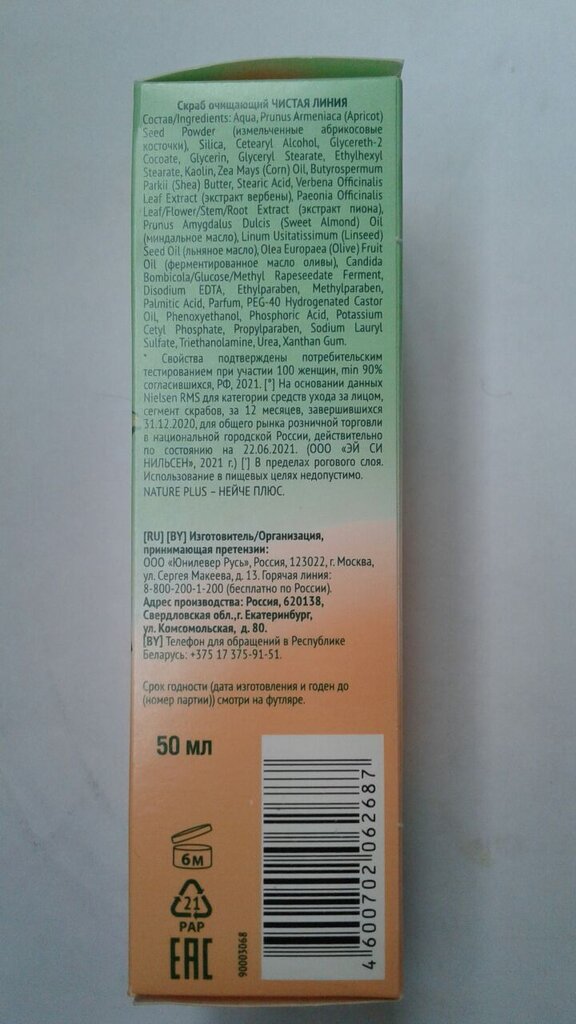 Скраб очищающий ЧИСТАЯ ЛИНИЯ
Состав/Ingredients: Aqua, Prunus Armeniaca (Apricot)
Seed Powder (измельченные абрикосовые
косточки), Silica, Cetearyl Alcohol, Glycereth-2
Cocoate, Glycerin, Glyceryl Stearate, Ethylhexyl
Stearate, Kaolin, Zea Mays (Corn) Oil, Butyrospermum
Parkii (Shea) Butter, Stearic Acid, Verbena Officinalis
Leaf Extract (экстракт вербены), Paeonia Officinalis
Leaf/Flower/Stem/Root Extract (экстракт пиона),
Prunus Amygdalus Dulcis (Sweet Almond) Oil
(миндальное масло), Linum Usitatissimum (Linseed)
Seed Oil (льняное масло), Olea Europaea (Olive) Fruit
Oil (ферментированное масло оливы), Candida
Bombicola/Glucose/Methyl Rapeseedate Ferment,
Disodium EDTA, Ethylparaben, Methylparaben,
Palmitic Acid, Parfum, PEG-40 Hydrogenated Castor
Oil, Phenoxyethanol, Phosphoric Acid, Potassium
Cetyl Phosphate, Propylparaben, Sodium Lauryl
Sulfate, Triethanolamine, Urea, Xanthan Gum.
* Свойства подтверждены потребительским
тестированием при участии 100 женщин, min 90%
согласившихся, РФ, 2021. [°] На основании данных
Nielsen RMS для категории средств ухода за лицом,
сегмент скрабов, за 12 месяцев, завершившихся
31.12.2020, для общего рынка розничной торговли
в национальной городской России, действительно
по состоянию на 22.06.2021. (ООО «ЭЙ СИ
НИЛЬСЕН», 2021 г.) ['] В пределах рогового слоя.
Использование в пищевых целях недопустимо.
NATURE PLUS – НЕЙЧЕ ПЛЮС.
[RU] [BY] Изготовитель/Организация,
принимающая претензии:
ООО «Юнилевер Русь», Россия, 123022, г. Москва,
ул. Сергея Макеева, д. 13. Горячая линия:
8-800-200-1-200 (бесплатно по России).
Адрес производства: Россия, 620138,
Свердловская обл.,г. Екатеринбург,
ул. Комсомольская, д. 80.
[BY] Телефон для обращений в Республике
Беларусь: +375 17 375-91-51.
Срок годности (дата изготовления и годен до
(номер партии)) смотри на футляре.
50 мл
6м
21
PAP
EAC
90003068
4 600702 062687